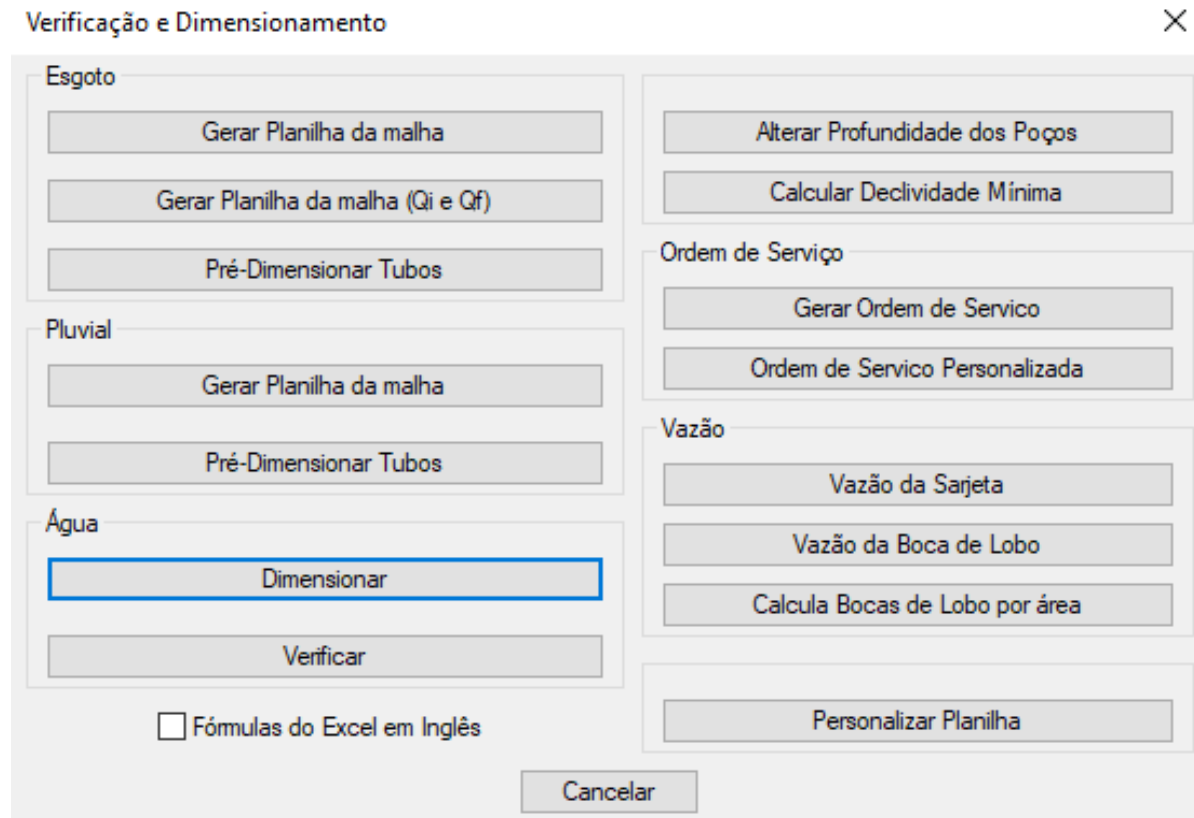 Verificação e Dimensionamento
Esgoto
Gerar Planilha da malha
Gerar Planilha da malha (Qi e Qf)
Pré-Dimensionar Tubos
Pluvial
Gerar Planilha da malha
Pré-Dimensionar Tubos
Água
Dimensionar
Verificar
Fórmulas do Excel em Inglês
Alterar Profundidade dos Poços
Calcular Declividade Mínima
Ordem de Serviço
Gerar Ordem de Servico
Ordem de Servico Personalizada
Vazão
Vazão da Sarjeta
Vazão da Boca de Lobo
Calcula Bocas de Lobo por área
Personalizar Planilha
Cancelar